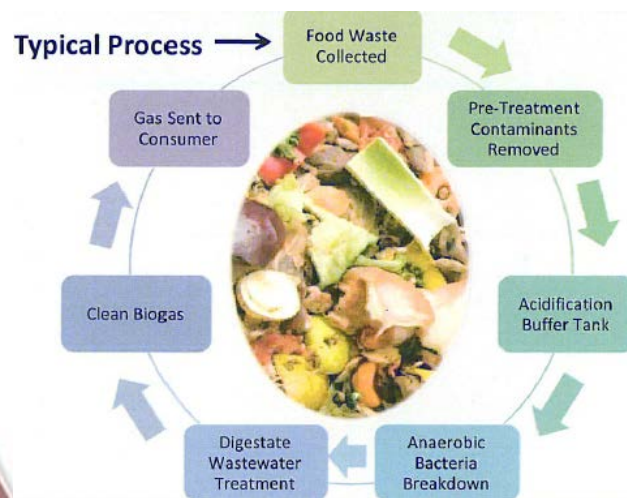 Typical Process
Food Waste
Collected
Pre-Treatment
Contaminants
Removed
Acidification
Buffer Tank
Anaerobic
Bacteria
Breakdown
Digestate
Wastewater
Treatment
Clean Biogas
Gas Sent to
Consumer